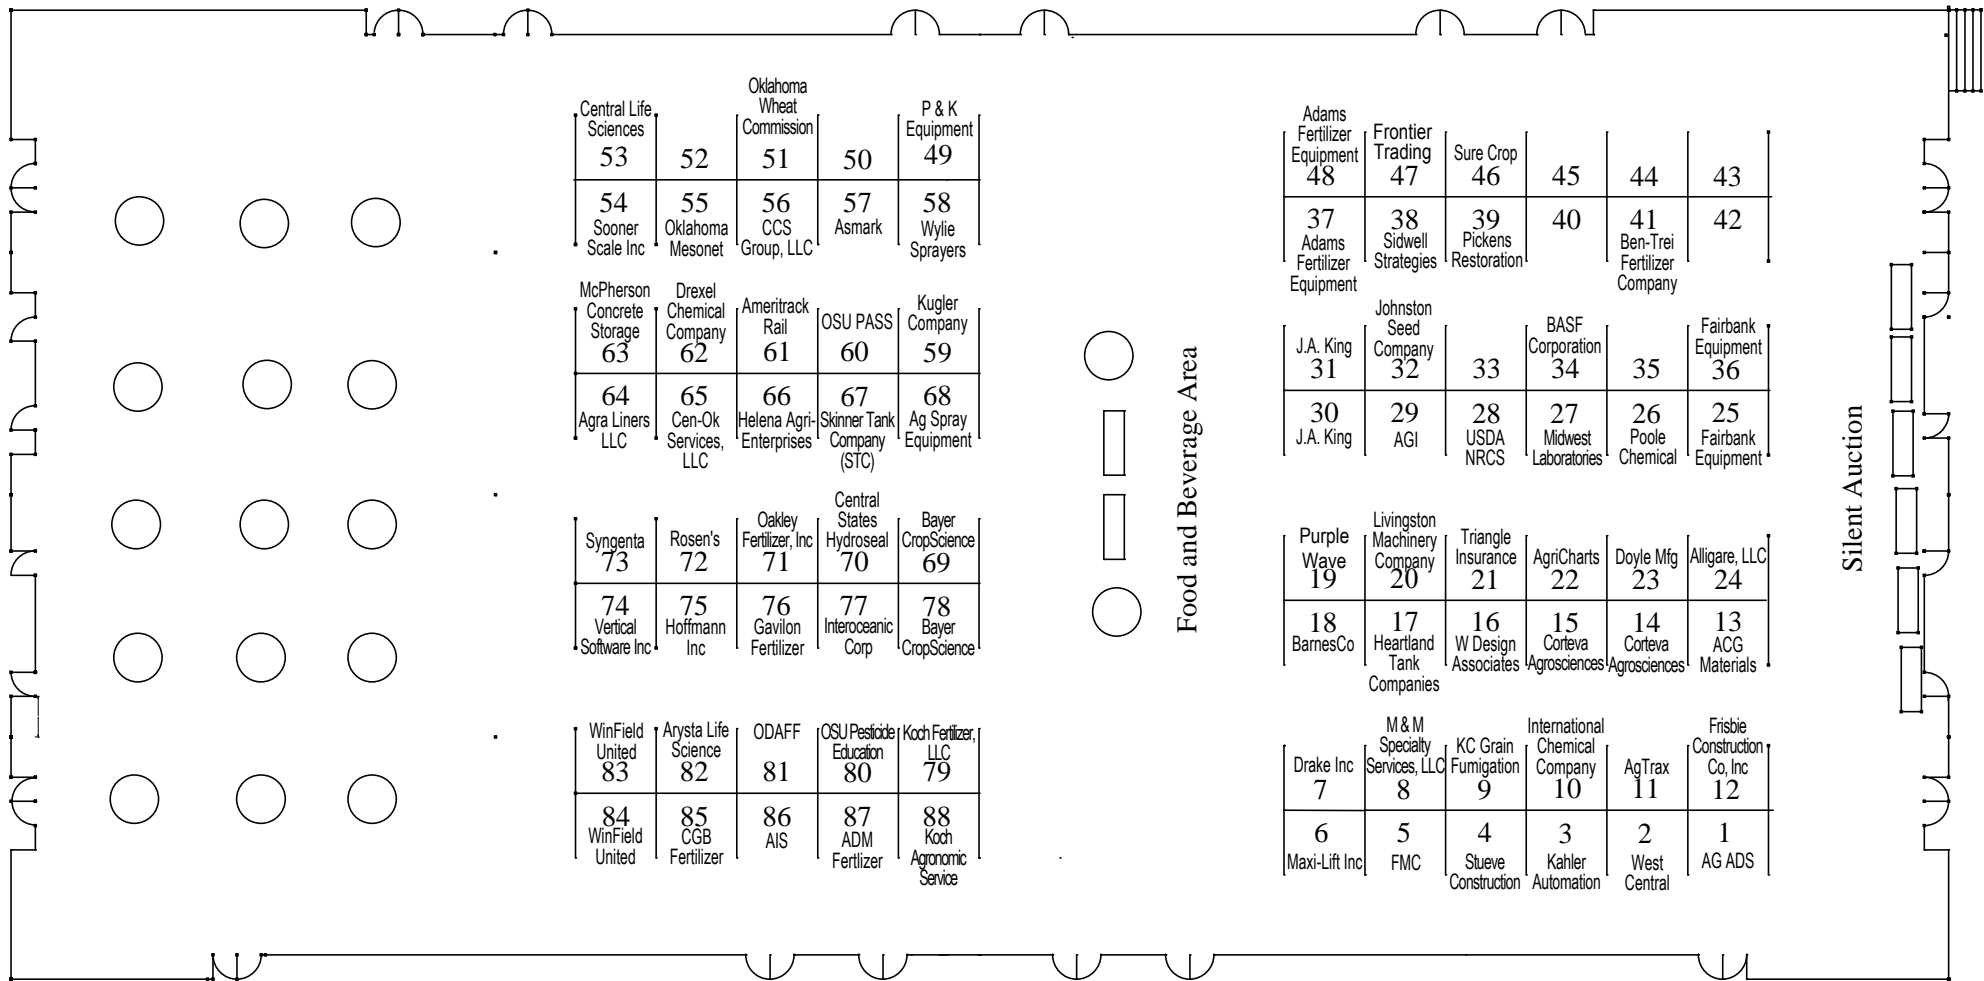 Central Life
Sciences
53
52
Oklahoma
Wheat
Commission
51
50
P & K
Equipment
49
54
Sooner
Scale Inc
55
Oklahoma
Mesonet
56
CCS
Group, LLC
57
Asmark
58
Wylie
Sprayers
McPherson
Concrete
Storage
63
Drexel
Chemical
Company
62
Ameritrack
Rail
61
OSU PASS
60
Kugler
Company
59
64
Agra Liners
LLC
65
Cen-Ok
Services,
LLC
66
Helena Agri-
Enterprises
67
Skinner Tank
Company
(STC)
68
Ag Spray
Equipment
Syngenta
73
Rosen's
72
Oakley
Fertilizer, Inc
71
Central
States
Hydroseal
70
Bayer
CropScience
69
74
Vertical
Software Inc
75
Hoffmann
Inc
76
Gavilon
Fertilizer
77
Interoceanic
Corp
78
Bayer
CropScience
WinField
United
83
Arysta Life
Science
82
ODAFF
81
OSU Pesticide
Education
80
Koch Fertilizer,
LLC
79
84
WinField
United
85
CGB
Fertilizer
86
AIS
87
ADM
Fertlizer
88
Koch
Agronomic
Service
Food and Beverage Area
Adams
Fertilizer
Equipment
48
Frontier
Trading
47
Sure Crop
46
45
44
43
37
Adams
Fertilizer
Equipment
38
Sidwell
Strategies
39
Pickens
Restoration
40
41
Ben-Trei
Fertilizer
Company
42
J.A. King
31
Johnston
Seed
Company
32
33
BASF
Corporation
34
35
Fairbank
Equipment
36
30
J.A. King
29
AGI
28
USDA
NRCS
27
Midwest
Laboratories
26
Poole
Chemical
25
Fairbank
Equipment
Purple
Wave
19
Livingston
Machinery
Company
20
Triangle
Insurance
21
AgriCharts
22
Doyle Mfg
23
Alligare, LLC
24
18
BarnesCo
17
Heartland
Tank
Companies
16
W Design
Associates
15
Corteva
Agrosciences
14
Corteva
Agrosciences
13
ACG
Materials
Drake Inc
7
M & M
Specialty
Services, LLC
8
KC Grain
Fumigation
9
International
Chemical
Company
10
AgTrax
11
Frisbie
Construction
Co, Inc
12
6
Maxi-Lift Inc
5
FMC
4
Stueve
Construction
3
Kahler
Automation
2
West
Central
1
AG ADS
Silent Auction